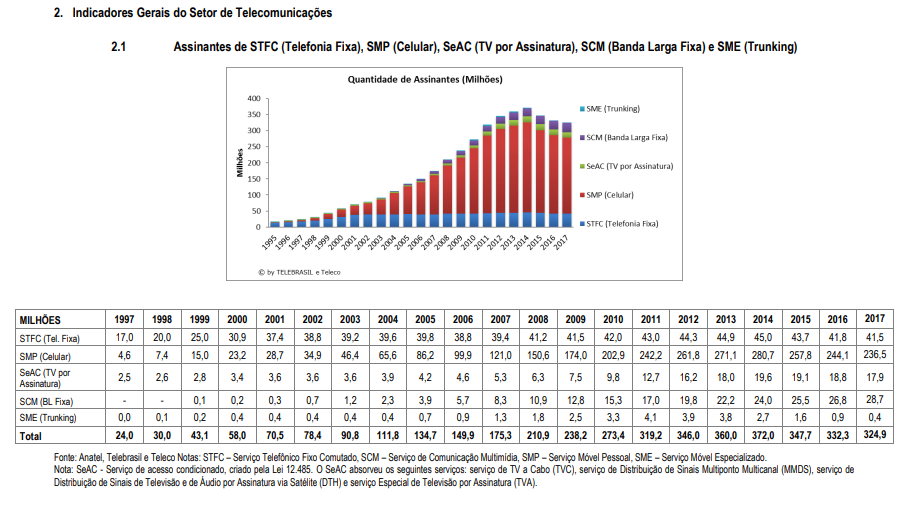 2. Indicadores Gerais do Setor de Telecomunicações
2.1 Assinantes de STFC (Telefonia Fixa), SMP (Celular), SeAC (TV por Assinatura), SCM (Banda Larga Fixa) e SME (Trunking)
Quantidade de Assinantes (Milhões)
Milhões
400
350
300
250
200
150
100
50
0
1995 1996 1997 1998 1999 2000 2001 2002 2003 2004 2005 2006 2007 2008 2009 2010 2011 2012 2013 2014 2015 2016 2017
SME (Trunking)
SCM (Banda Larga Fixa)
SeAC (TV por Assinatura)
SMP (Celular)
STFC (Telefonia Fixa)
© by TELEBRASIL e Teleco
MILHÕES 1997 1998 1999 2000 2001 2002 2003 2004 2005 2006 2007 2008 2009 2010 2011 2012 2013 2014 2015 2016 2017
STFC (Tel. Fixa) 17,0 20,0 25,0 30,9 37,4 38,8 39,2 39,6 39,8 38,8 39,4 41,2 41,5 42,0 43,0 44,3 44,9 45,0 43,7 41,8 41,5
SMP (Celular) 4,6 7,4 15,0 23,2 28,7 34,9 46,4 65,6 86,2 99,9 121,0 150,6 174,0 202,9 242,2 261,8 271,1 280,7 257,8 244,1 236,5
SeAC (TV por
Assinatura) 2,5 2,6 2,8 3,4 3,6 3,6 3,6 3,9 4,2 4,6 5,3 6,3 7,5 9,8 12,7 16,2 18,0 19,6 19,1 18,8 17,9
SCM (BL Fixa) - - 0,1 0,2 0,3 0,7 1,2 2,3 3,9 5,7 8,3 10,9 12,8 15,3 17,0 19,8 22,2 24,0 25,5 26,8 28,7
SME (Trunking) 0,0 0,1 0,2 0,4 0,4 0,4 0,4 0,4 0,7 0,9 1,3 1,8 2,5 3,3 4,1 3,9 3,8 2,7 1,6 0,9 0,4
Total 24,0 30,0 43,1 58,0 70,5 78,4 90,8 111,8 134,7 149,9 175,3 210,9 238,2 273,4 319,2 346,0 360,0 372,0 347,7 332,3 324,9
Fonte: Anatel, Telebrasil e Teleco Notas: STFC – Serviço Telefônico Fixo Comutado, SCM – Serviço de Comunicação Multimídia, SMP – Serviço Móvel Pessoal, SME – Serviço Móvel Especializado.
Nota: SeAC - Serviço de acesso condicionado, criado pela Lei 12.485. O SeAC absorveu os seguintes serviços: serviço de TV a Cabo (TVC), serviço de Distribuição de Sinais Multiponto Multicanal (MMDS), serviço de
Distribuição de Sinais de Televisão e de Áudio por Assinatura via Satélite (DTH) e serviço Especial de Televisão por Assinatura (TVA).